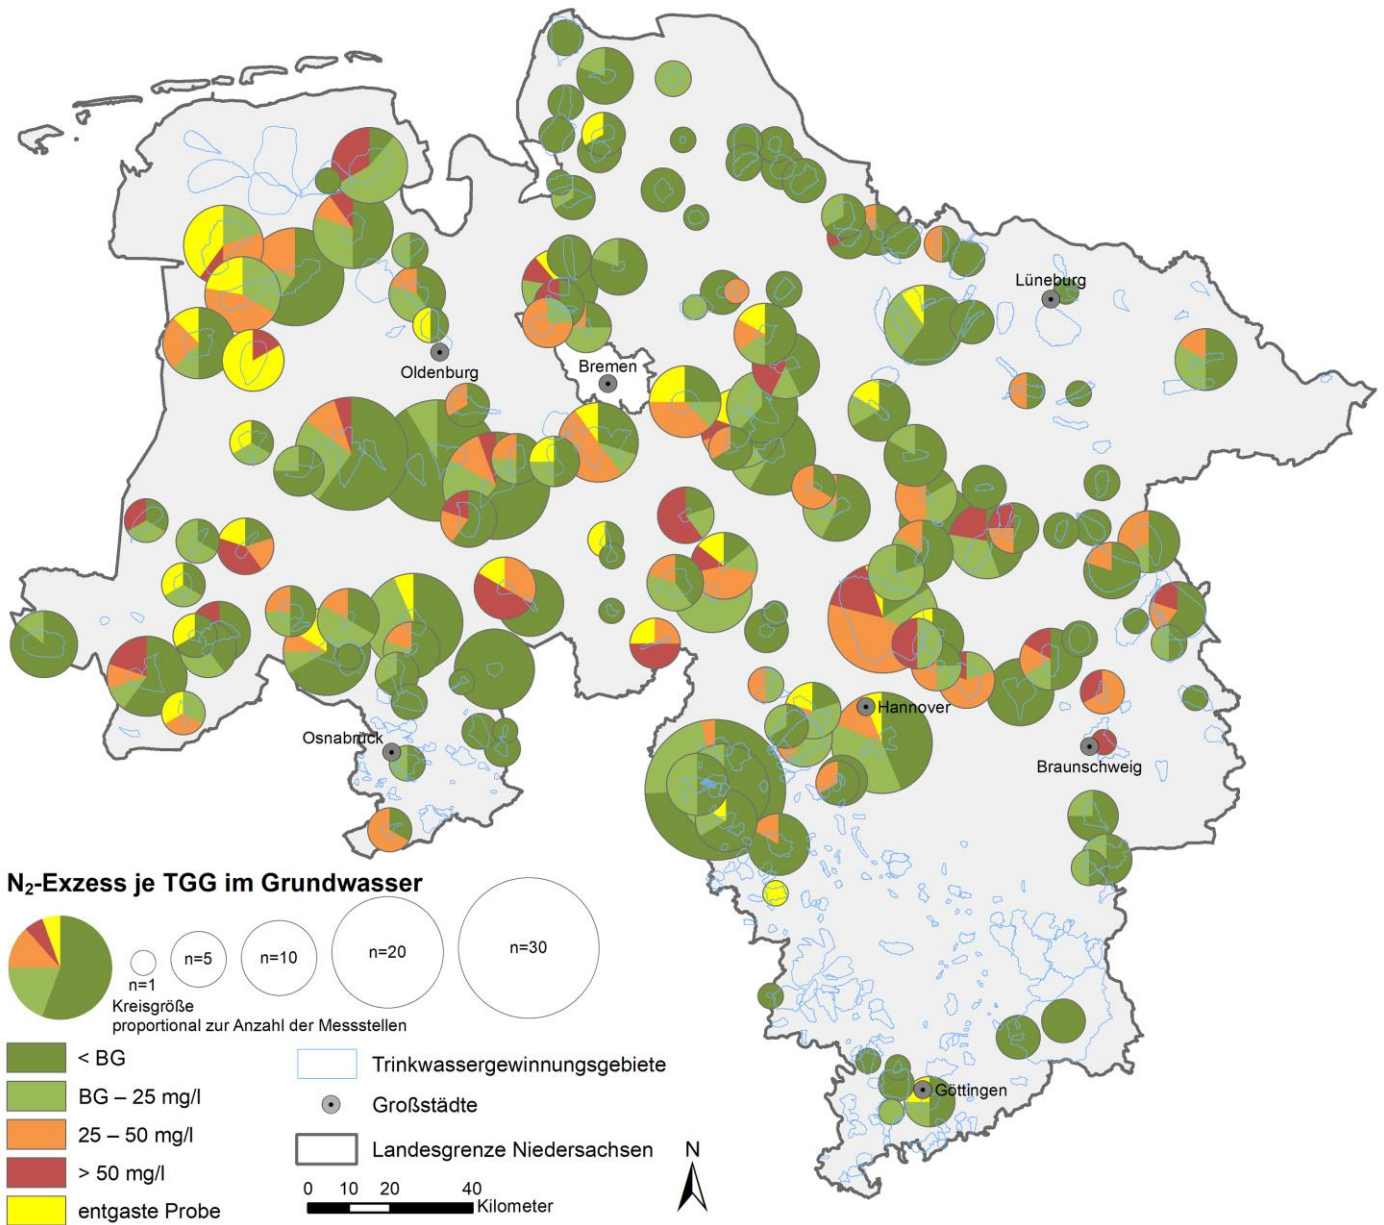 Lüneburg
Bremen
Oldenburg
Hannover
Osnabrück
Braunschweig
Göttingen
N₂-Exzess je TGG im Grundwasser
n=1
n=5
n=10
n=20
n=30
Kreisgröße
proportional zur Anzahl der Messstellen
< BG
BG – 25 mg/l
25 – 50 mg/l
> 50 mg/l
entgaste Probe
Trinkwassergewinnungsgebiete
Großstädte
Landesgrenze Niedersachsen
0 10 20 40
Kilometer
N